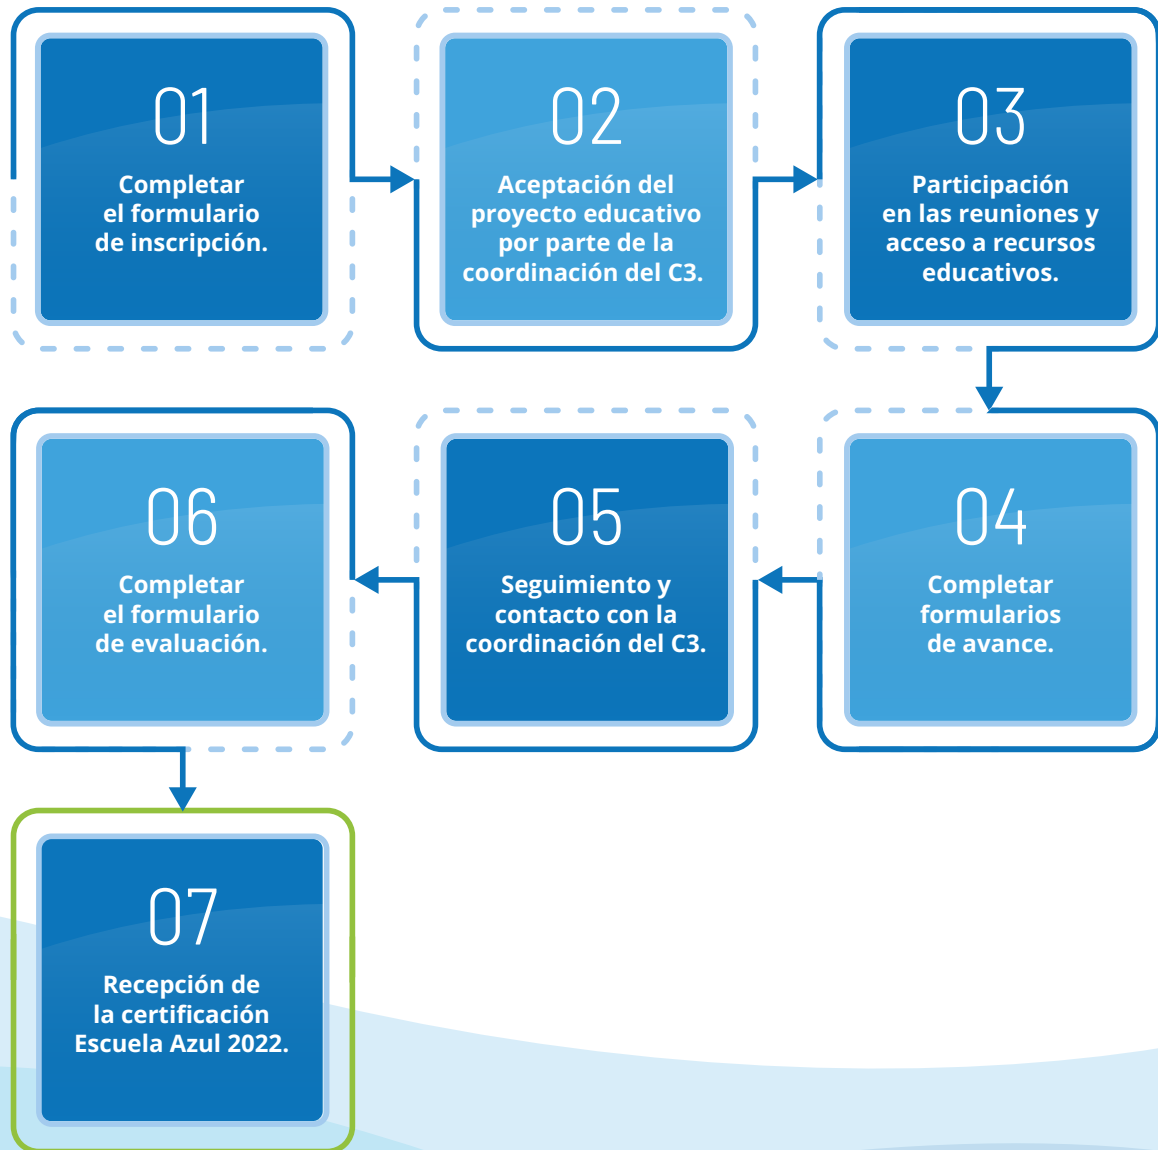 01
Completar
el formulario
de inscripción.
02
Aceptación del
proyecto educativo
por parte de la
coordinación del C3.
03
Participación
en las reuniones y
acceso a recursos
educativos.
04
Completar
formularios
de avance.
05
Seguimiento y
contacto con la
coordinación del C3.
06
Completar
el formulario
de evaluación.
07
Recepción de
la certificación
Escuela Azul 2022.